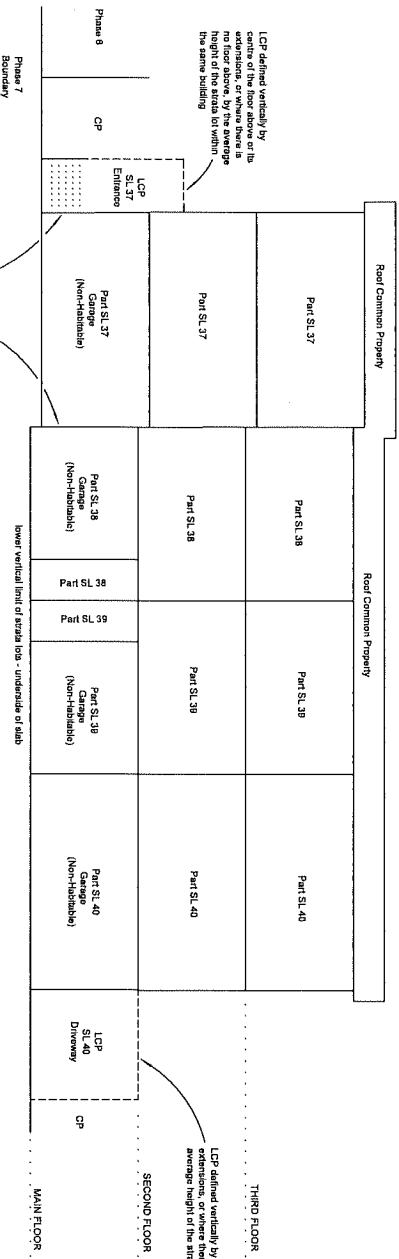 LCP defined vertically by
centre of the floor above or its
extensions, or where there is
no floor above, by the average
height of the strata lot within
the same building
Roof Common Property
Roof Common Property
Part SL 37
Part SL 38
Part SL 39
Part SL 40
THIRD FLOOR
Part SL 37
Part SL 38
Part SL 39
Part SL 40
LCP defined vertically by
extensions, or where the
average height of the str
SECOND FLOOR
Phase 6
CP
LCP
SL 37
Entrance
Part SL 37
Garage
(Non-Habitable)
Part SL 38
Garage
(Non-Habitable)
Part SL 38
Part SL 39
Part SL 39
Garage
(Non-Habitable)
Part SL 40
Garage
(Non-Habitable)
LCP
SL 40
Driveway
CP
MAIN FLOOR
Phase 7
Boundary
lower vertical limit of strata lots - underside of slab